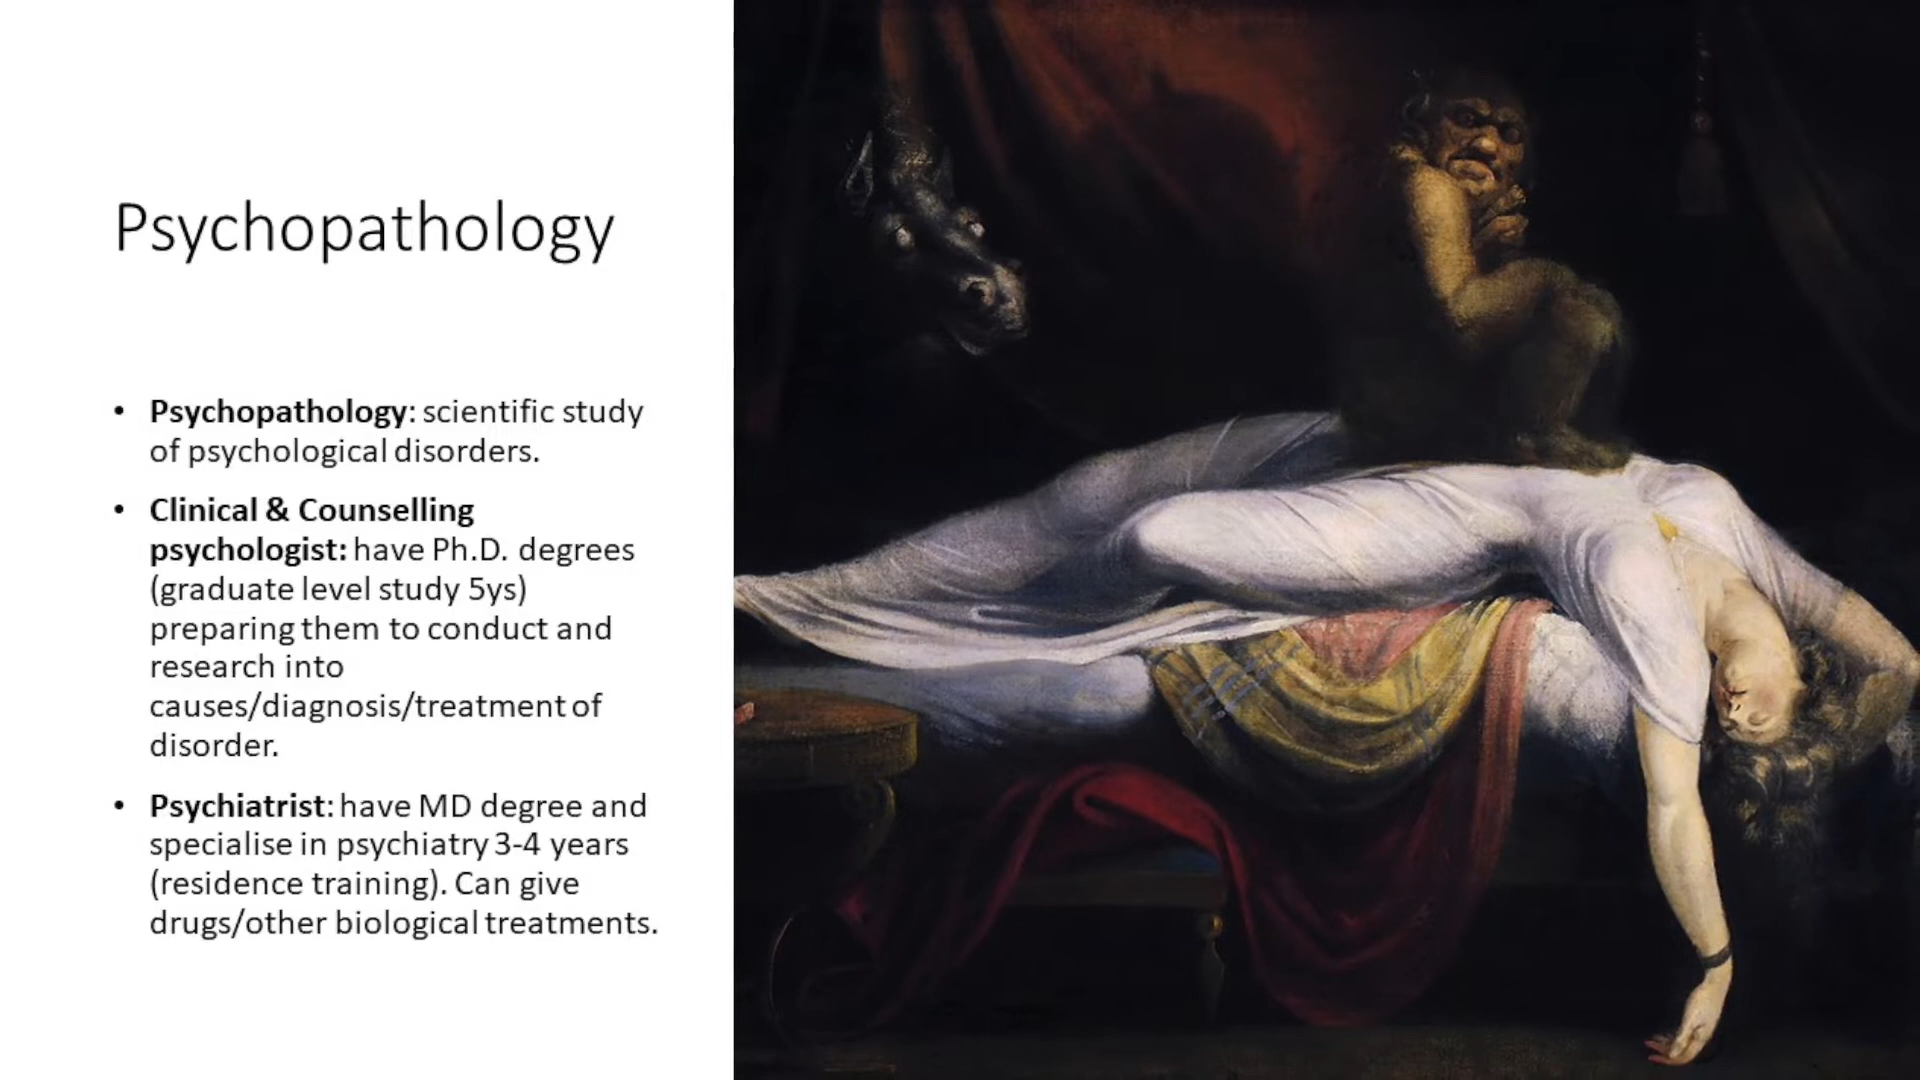 Psychopathology
• Psychopathology: scientific study
of psychological disorders.
• Clinical & Counselling
psychologist: have Ph.D. degrees
(graduate level study 5ys)
preparing them to conduct and
research into
causes/diagnosis/treatment of
disorder.
• Psychiatrist: have MD degree and
specialise in psychiatry 3-4 years
(residence training). Can give
drugs/other biological treatments.